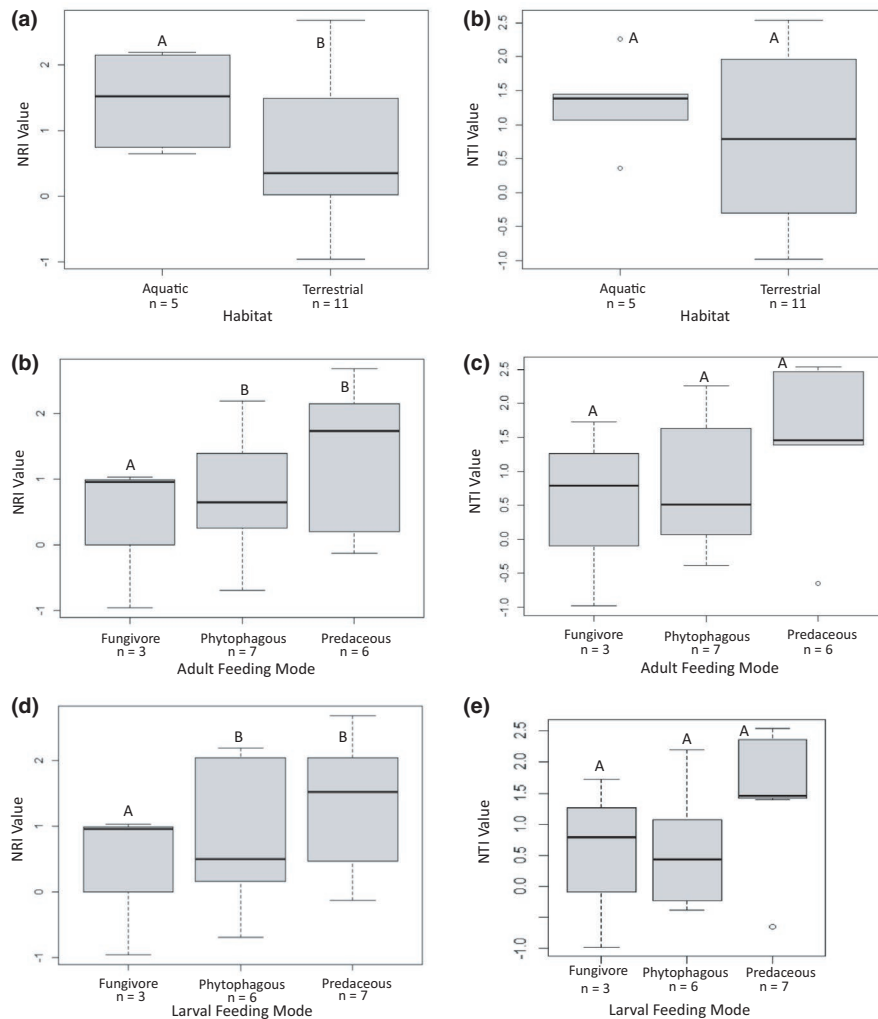 (a)
NRI Value
2
1
0
-1
A
B
Aquatic
n = 5
Terrestrial
n = 11
Habitat
(b)
NTI Value
2.5
2.0
1.5
1.0
0.5
0.0
-0.5
-1.0
A
A
Aquatic
n = 5
Terrestrial
n = 11
Habitat
(b)
NRI Value
2
1
0
-1
A
B
B
Fungivore
n = 3
Phytophagous
n = 7
Predaceous
n = 6
Adult Feeding Mode
(c)
NTI Value
2.5
2.0
1.5
1.0
0.5
0.0
-0.5
-1.0
A
A
A
Fungivore
n = 3
Phytophagous
n = 7
Predaceous
n = 6
Adult Feeding Mode
(d)
NRI Value
2
1
0
-1
A
B
B
Fungivore
n = 3
Phytophagous
n = 6
Predaceous
n = 7
Larval Feeding Mode
(e)
NTI Value
2.5
2.0
1.5
1.0
0.5
0.0
-1.0
A
A
A
Fungivore
n = 3
Phytophagous
n = 6
Predaceous
n = 7
Larval Feeding Mode